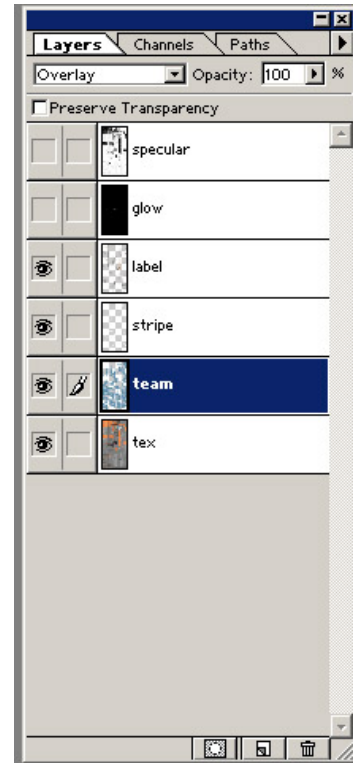 Layers Channels Paths
Overlay Opacity: 100 %
Preserve Transparency
specular
glow
label
stripe
team
tex